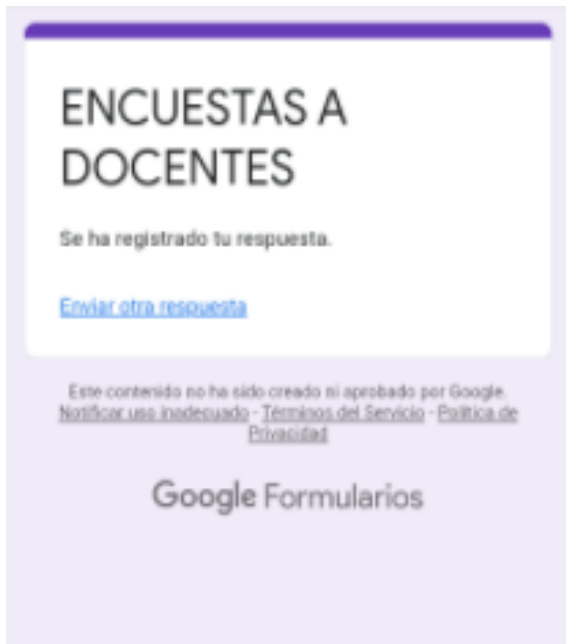 ENCUESTAS A
DOCENTES
Se ha registrado tu respuesta.
Enviar otra respuesta
Este contenido no ha sido creado ni aprobado por Google.
Notificar uso inadecuado - Términos del Servicio - Política de
Privacidad
Google Formularios